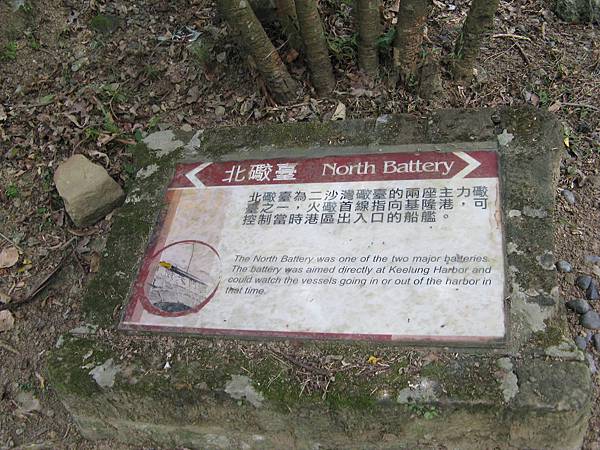 北礮臺 North Battery
北礮臺為二沙灣礮臺的兩座主力礮
臺之一，火礮首線指向基隆港，可
控制當時港區出入口的船艦。
The North Battery was one of the two major batteries.
The battery was aimed directly at Keelung Harbor and
could watch the vessels going in or out of the harbor in
that time.